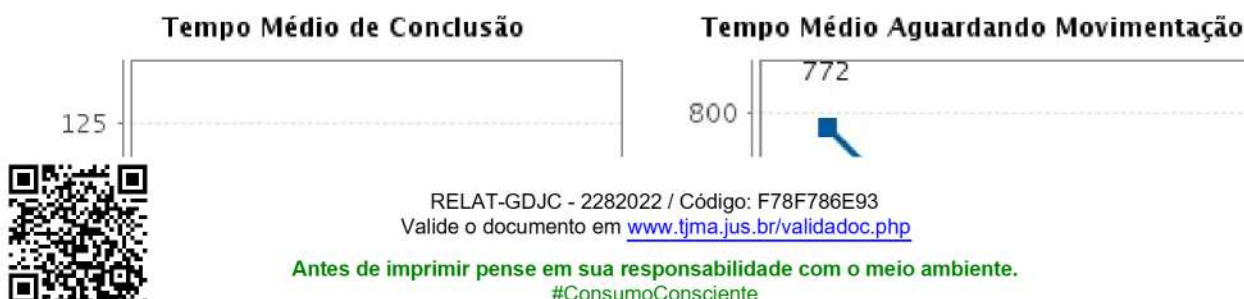 Tempo Médio de Conclusão
Tempo Médio Aguardando Movimentação
125
772
800
RELAT-GDJC - 2282022 / Código: F78F786E93
Valide o documento em www.tjma.jus.br/validadoc.php
Antes de imprimir pense em sua responsabilidade com o meio ambiente.
#ConsumoConsciente